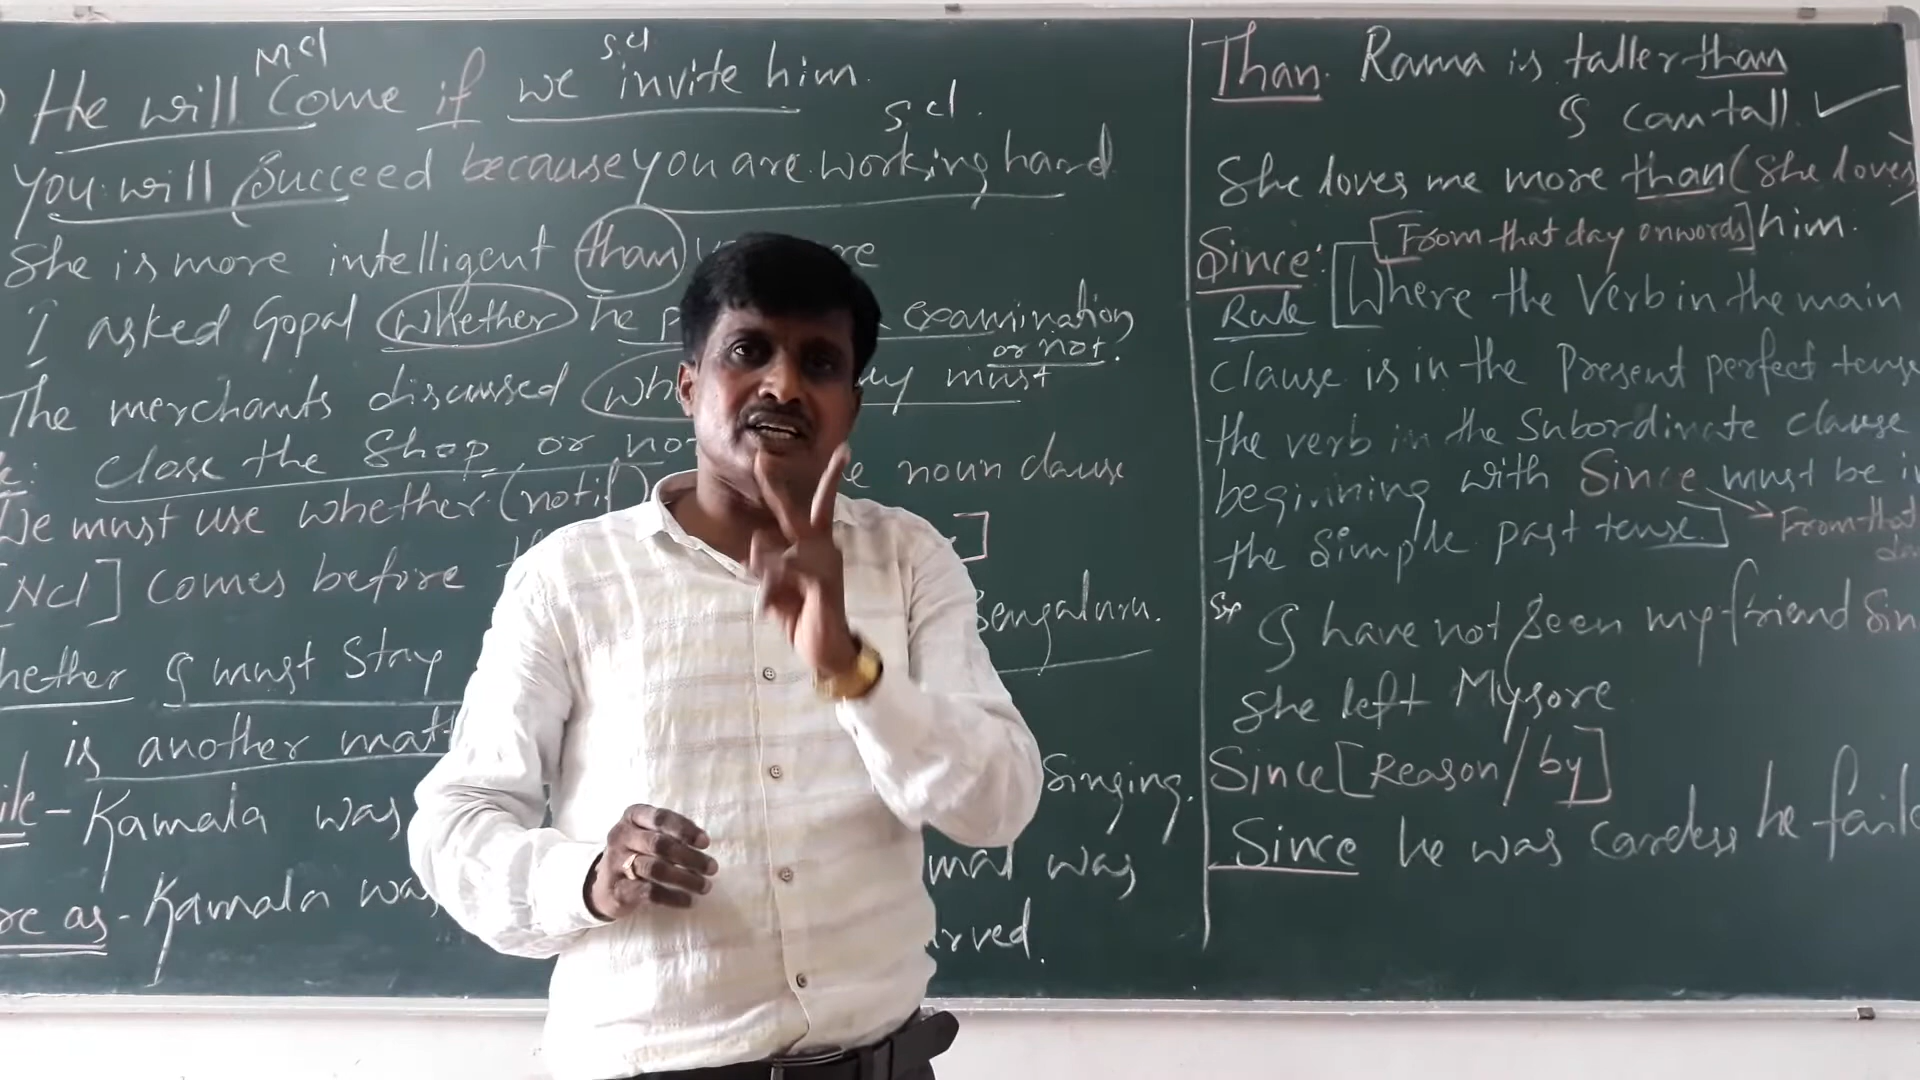 Mcl s.cl
He will Come if we invite him.
s.cl.
You will Succeed because you are working hard
She is more intelligent than
I asked Gopal whether he examination
or not.
The merchants discussed must
close the Shop or not
We must use whether (not if) noun clause
[Ncl] comes before
Bengaluru.
whether I must Stay
is another
Kamala was Singing.
as - Kamala was was
Than. Rama is taller than
I am tall.
She loves me more than (She loves)
him.
[From that day onwords]
Since:
Rule [Where the Verb in the main
Clause is in the Present perfect tense
the verb in the Subordinate clause
beginning with Since must be in
the Simple past tense.] From that
I have not Seen my friend Sin
She left Mysore
Since [Reason/by]
Since he was careless he fail